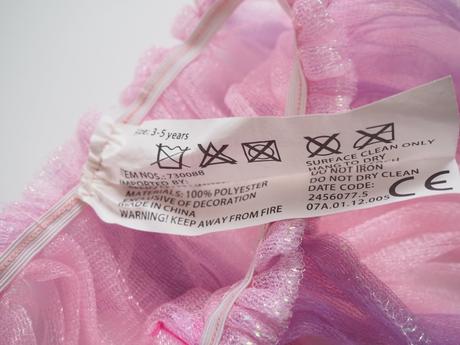 Size: 3-5 years
ITEM NOS.: 730088
IMPORTED BY:
MATERIALS: 100% POLYESTER
EXCLUSIVE OF DECORATION
MADE IN CHINA
WARNING! KEEP AWAY FROM FIRE
SURFACE CLEAN ONLY
HANG TO DRY
DO NOT IRON
DO NOT DRY CLEAN
DATE CODE:
2456077.5
07A.01.12.005
CE